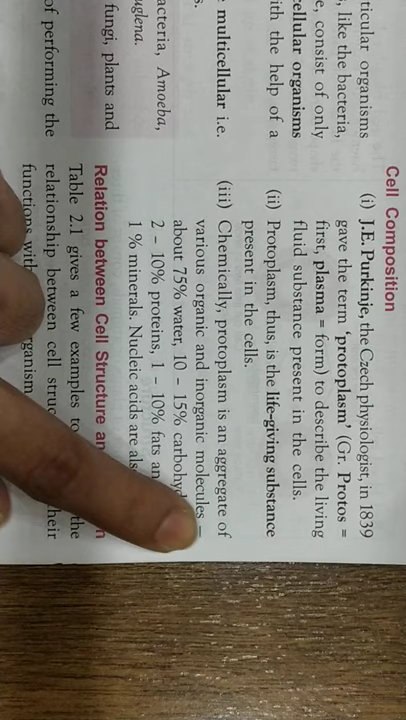 ticular organisms
, like the bacteria,
e, consist of only
cellular organisms
ith the help of a
multicellular i.e.
s.
acteria, Amoeba,
uglena.
fungi, plants and
of performing the
Cell Composition
(i) J.E. Purkinje, the Czech physiologist, in 1839
gave the term 'protoplasm' (Gr. Protos =
first, plasma = form) to describe the living
fluid substance present in the cells.
(ii) Protoplasm, thus, is the life-giving substance
present in the cells.
(iii) Chemically, protoplasm is an aggregate of
various organic and inorganic molecules –
about 75% water, 10 – 15% carbohyd
2 – 10% proteins, 1 – 10% fats an
1% minerals. Nucleic acids are als
Relation between Cell Structure an n
Table 2.1 gives a few examples to the
relationship between cell struc heir
functions with rganism.